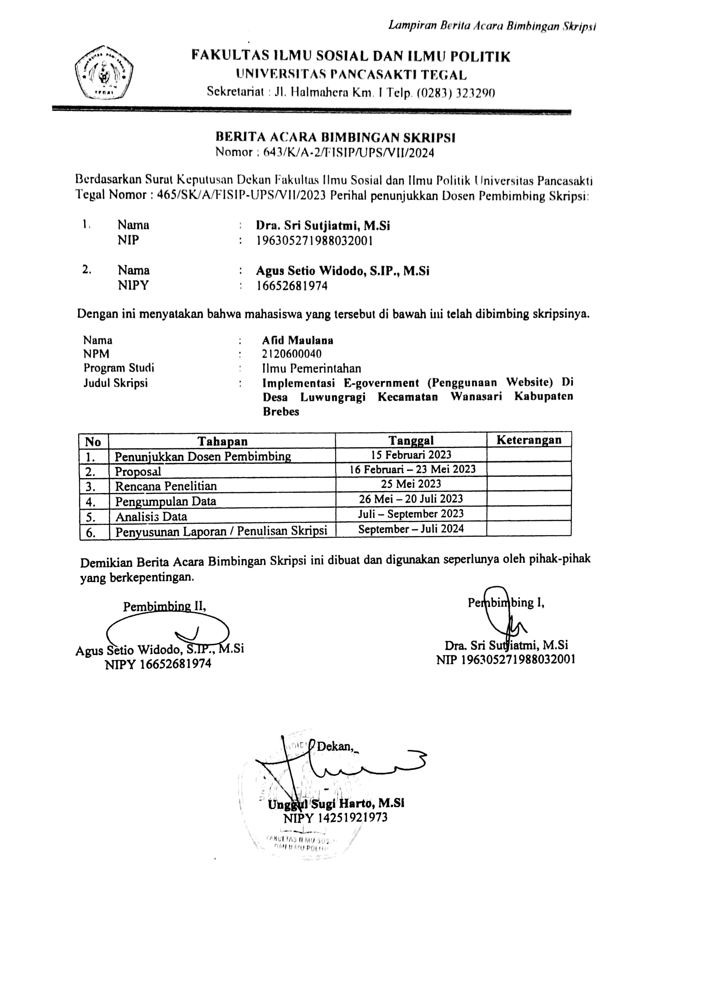 Lampiran Berita Acara Bimbingan Skripsi
FAKULTAS ILMU SOSIAL DAN ILMU POLITIK
UNIVERSITAS PANCASAKTI TEGAL
Sekretariat : Jl. Halmahera Km. 1 Telp. (0283) 323290
TEGAL
BERITA ACARA BIMBINGAN SKRIPSI
Nomor : 643/K/A-2/FISIP/UPS/VII/2024
Berdasarkan Surat Keputusan Dekan Fakultas Ilmu Sosial dan Ilmu Politik Universitas Pancasakti
Tegal Nomor : 465/SK/A/FISIP-UPS/VII/2023 Perihal penunjukkan Dosen Pembimbing Skripsi:
1. Nama : Dra. Sri Sutjiatmi, M.Si
NIP : 196305271988032001
2. Nama : Agus Setio Widodo, S.IP., M.Si
NIPY : 16652681974
Dengan ini menyatakan bahwa mahasiswa yang tersebut di bawah ini telah dibimbing skripsinya.
Nama : Afid Maulana
NPM : 2120600040
Program Studi : Ilmu Pemerintahan
Judul Skripsi : Implementasi E-government (Penggunaan Website) Di
Desa Luwungragi Kecamatan Wanasari Kabupaten
Brebes
No Tahapan Tanggal Keterangan
1. Penunjukkan Dosen Pembimbing 15 Februari 2023
2. Proposal 16 Februari – 23 Mei 2023
3. Rencana Penelitian 25 Mei 2023
4. Pengumpulan Data 26 Mei – 20 Juli 2023
5. Analisis Data Juli – September 2023
6. Penyusunan Laporan / Penulisan Skripsi September – Juli 2024
Demikian Berita Acara Bimbingan Skripsi ini dibuat dan digunakan seperlunya oleh pihak-pihak
yang berkepentingan.
Pembimbing II,
Agus Setio Widodo, S.IP., M.Si
NIPY 16652681974
Pembimbing I,
Dra. Sri Sutjiatmi, M.Si
NIP 196305271988032001
Dekan,
Unggul Sugi Harto, M.Si
NIPY 14251921973
FAKULTAS ILMU
DAN ILMU